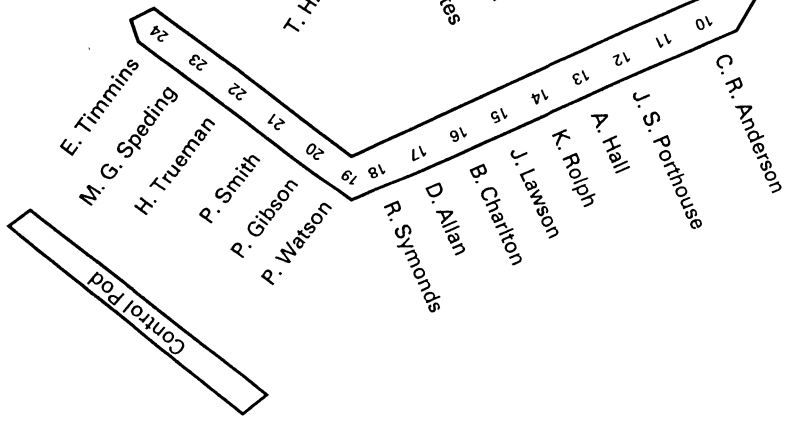 T. H
tes
24
23
22
21
20
19
18
17
16
15
14
13
12
11
10
E. Timmins
M. G. Speding
H. Trueman
P. Smith
P. Gibson
P. Watson
R. Symonds
D. Allan
B. Charlton
J. Lawson
K. Rolph
A. Hall
J. S. Porthouse
C. R. Anderson
Control Pod